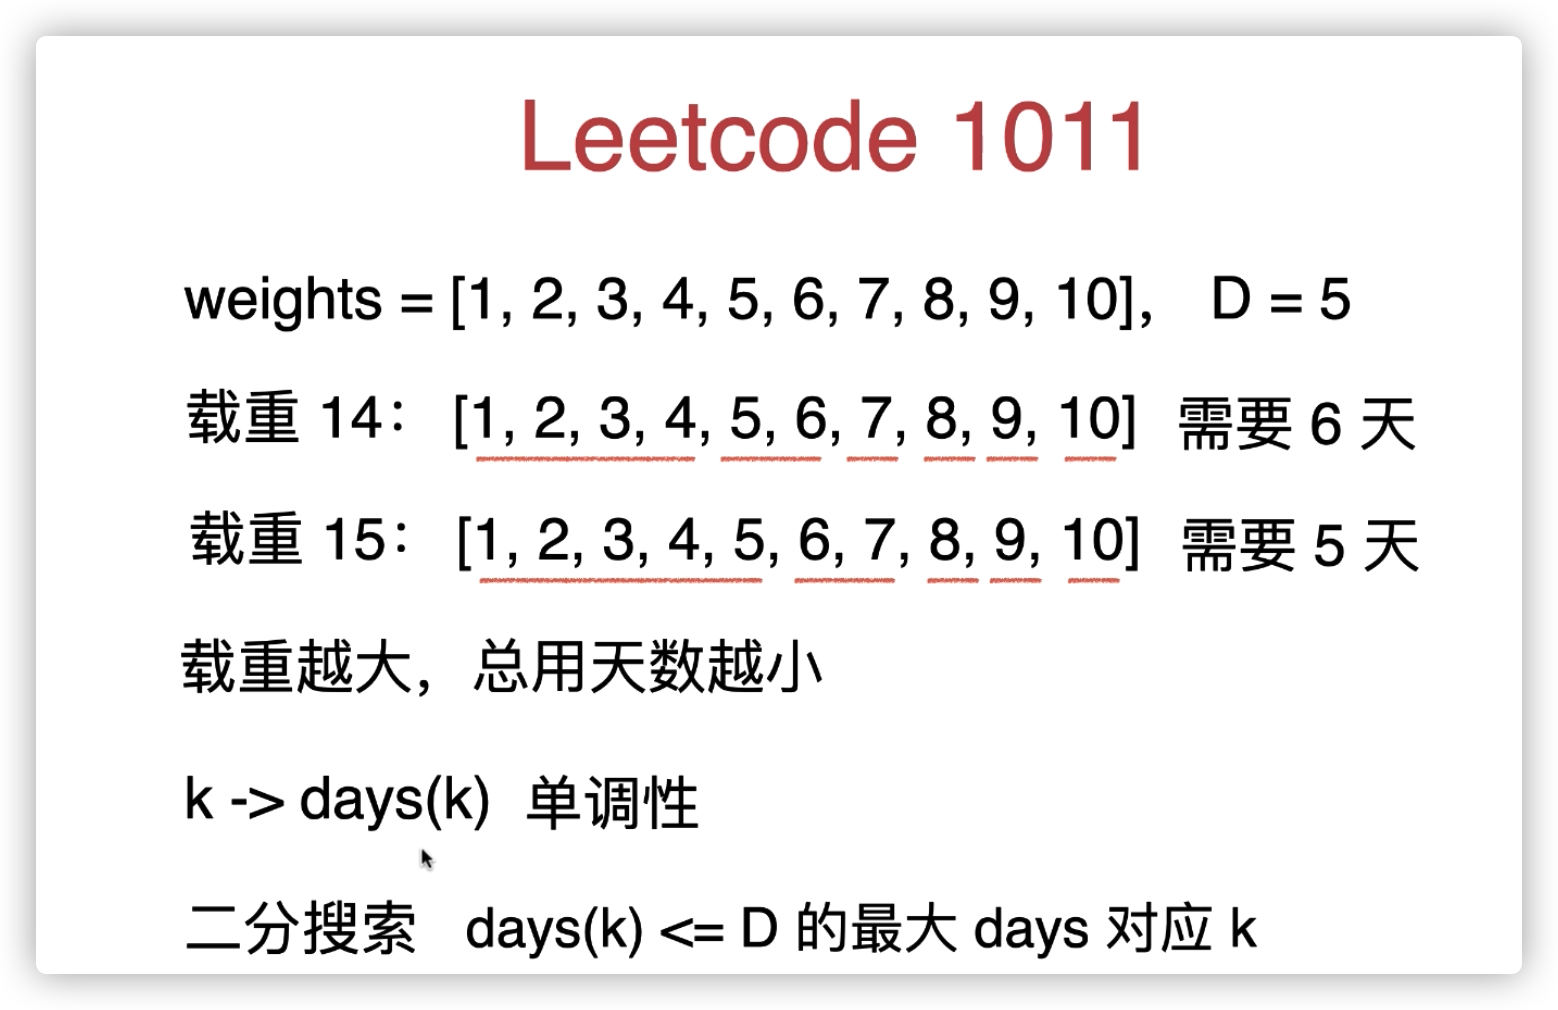 Leetcode 1011
weights = [1, 2, 3, 4, 5, 6, 7, 8, 9, 10]， D = 5
载重 14： [1, 2, 3, 4, 5, 6, 7, 8, 9, 10] 需要 6 天
载重 15： [1, 2, 3, 4, 5, 6, 7, 8, 9, 10] 需要 5 天
载重越大，总用天数越小
k -> days(k) 单调性
二分搜索 days(k) <= D 的最大 days 对应 k